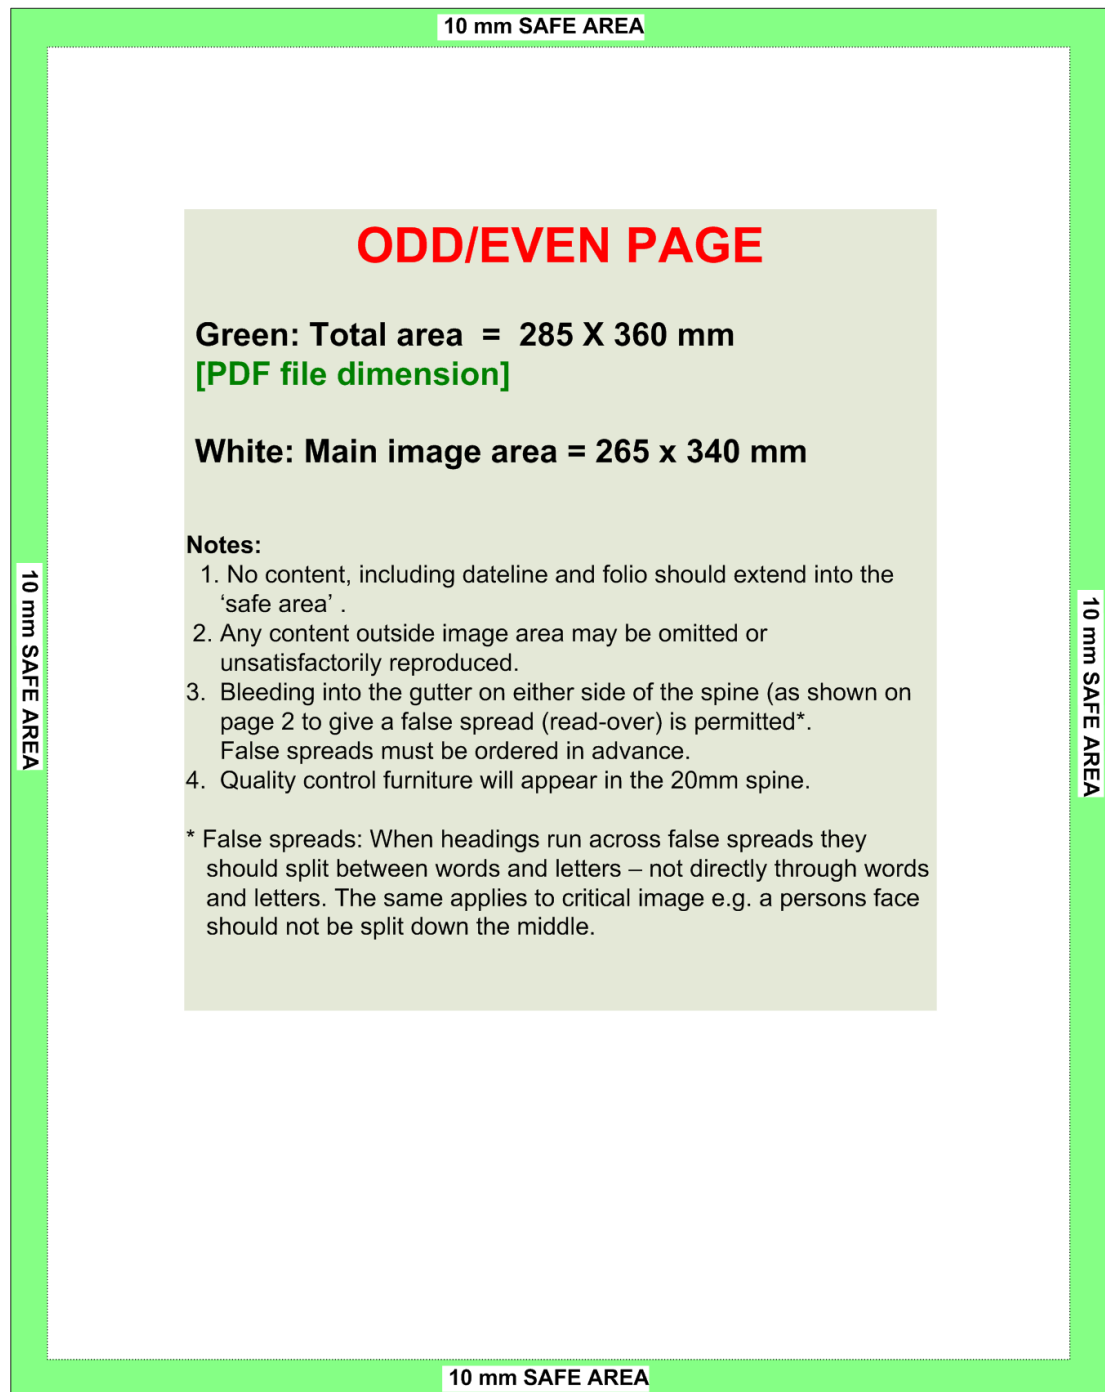 10 mm SAFE AREA
ODD/EVEN PAGE
Green: Total area = 285 X 360 mm
[PDF file dimension]
White: Main image area = 265 x 340 mm
Notes:
1. No content, including dateline and folio should extend into the
‘safe area’ .
2. Any content outside image area may be omitted or
unsatisfactorily reproduced.
3. Bleeding into the gutter on either side of the spine (as shown on
page 2 to give a false spread (read-over) is permitted*.
False spreads must be ordered in advance.
4. Quality control furniture will appear in the 20mm spine.
* False spreads: When headings run across false spreads they
should split between words and letters – not directly through words
and letters. The same applies to critical image e.g. a persons face
should not be split down the middle.
10 mm SAFE AREA
10 mm SAFE AREA
10 mm SAFE AREA